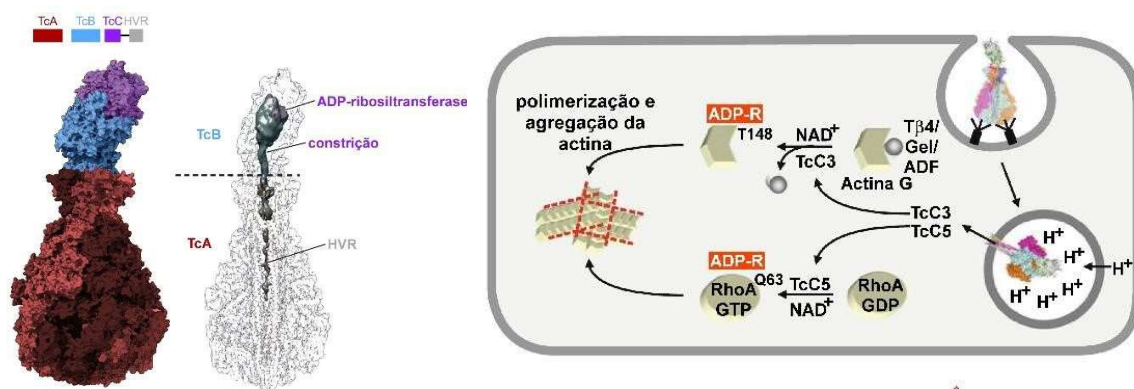 TcA TcB TcC HVR
ADP-ribosiltransferase
TcB
constrição
TcA
HVR
polimerização e
agregação da
actina
ADP-R
T148
NAD+
TcC3
Actina G
Tβ4/
Gel/
ADF
TcC3
TcC5
ADP-R
RhoA
GTP
Q63
TcC5
NAD+
RhoA
GDP
H+
H+
H+
H+
H+
H+